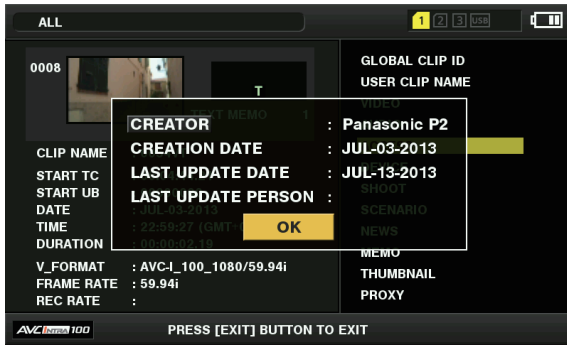 ALL
1 2 3 USB
0008
T
TEXT MEMO 1
GLOBAL CLIP ID
USER CLIP NAME
VIDEO
CREATOR : Panasonic P2
CREATION DATE : JUL-03-2013
LAST UPDATE DATE : JUL-13-2013
LAST UPDATE PERSON :
OK
CLIP NAME
START TC
START UB
DATE : JUL-03-2013
TIME : 22:59:27 (GMT+
DURATION : 00:00:02.19
V_FORMAT : AVC-I_100_1080/59.94i
FRAME RATE : 59.94i
REC RATE :
SHOOT
SCENARIO
NEWS
MEMO
THUMBNAIL
PROXY
AVC INTRA 100
PRESS [EXIT] BUTTON TO EXIT